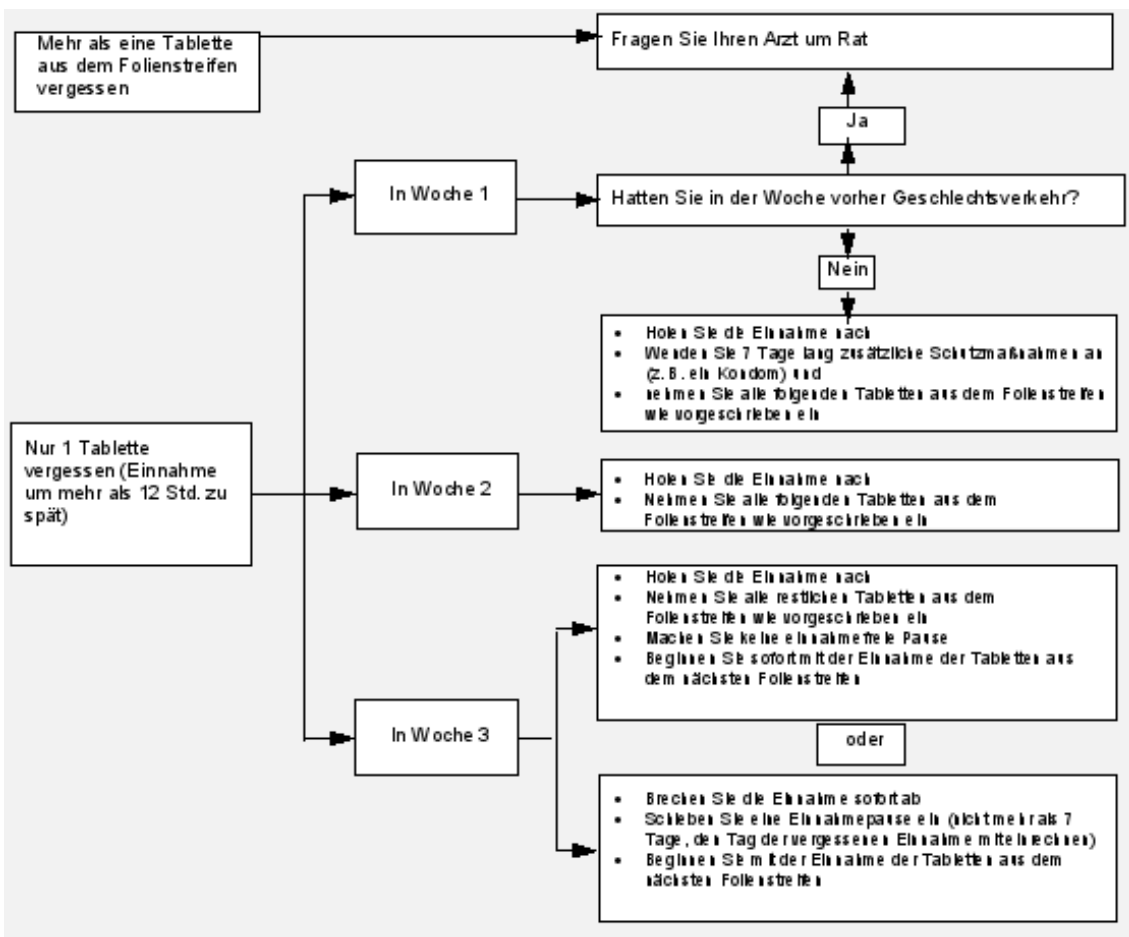 Mehr als eine Tablette
aus dem Folienstreifen
vergessen
Fragen Sie Ihren Arzt um Rat
Ja
In Woche 1
Hatten Sie in der Woche vorher Geschlechtsverkehr?
Nein
• Holen Sie die Einnahme nach
• Wenden Sie 7 Tage lang zusätzliche Schutzmaßnahmen an
(z. B. ein Kondom) und
• nehmen Sie alle folgenden Tabletten aus dem Folienstreifen
wie vorgeschrieben ein
Nur 1 Tablette
vergessen (Einnahme
um mehr als 12 Std. zu
spät)
In Woche 2
• Holen Sie die Einnahme nach
• Nehmen Sie alle folgenden Tabletten aus dem
Folienstreifen wie vorgeschrieben ein
• Holen Sie die Einnahme nach
• Nehmen Sie alle restlichen Tabletten aus dem
Folienstreifen wie vorgeschrieben ein
• Machen Sie keine einnahmefreie Pause
• Beginnen Sie sofort mit der Einnahme der Tabletten aus
dem nächsten Folienstreifen
In Woche 3
oder
• Brechen Sie die Einnahme sofort ab
• Schieben Sie eine Einnahmepause ein (nicht mehr als 7
Tage, den Tag der vergessenen Einnahme miteinrechnen)
• Beginnen Sie mit der Einnahme der Tabletten aus dem
nächsten Folienstreifen